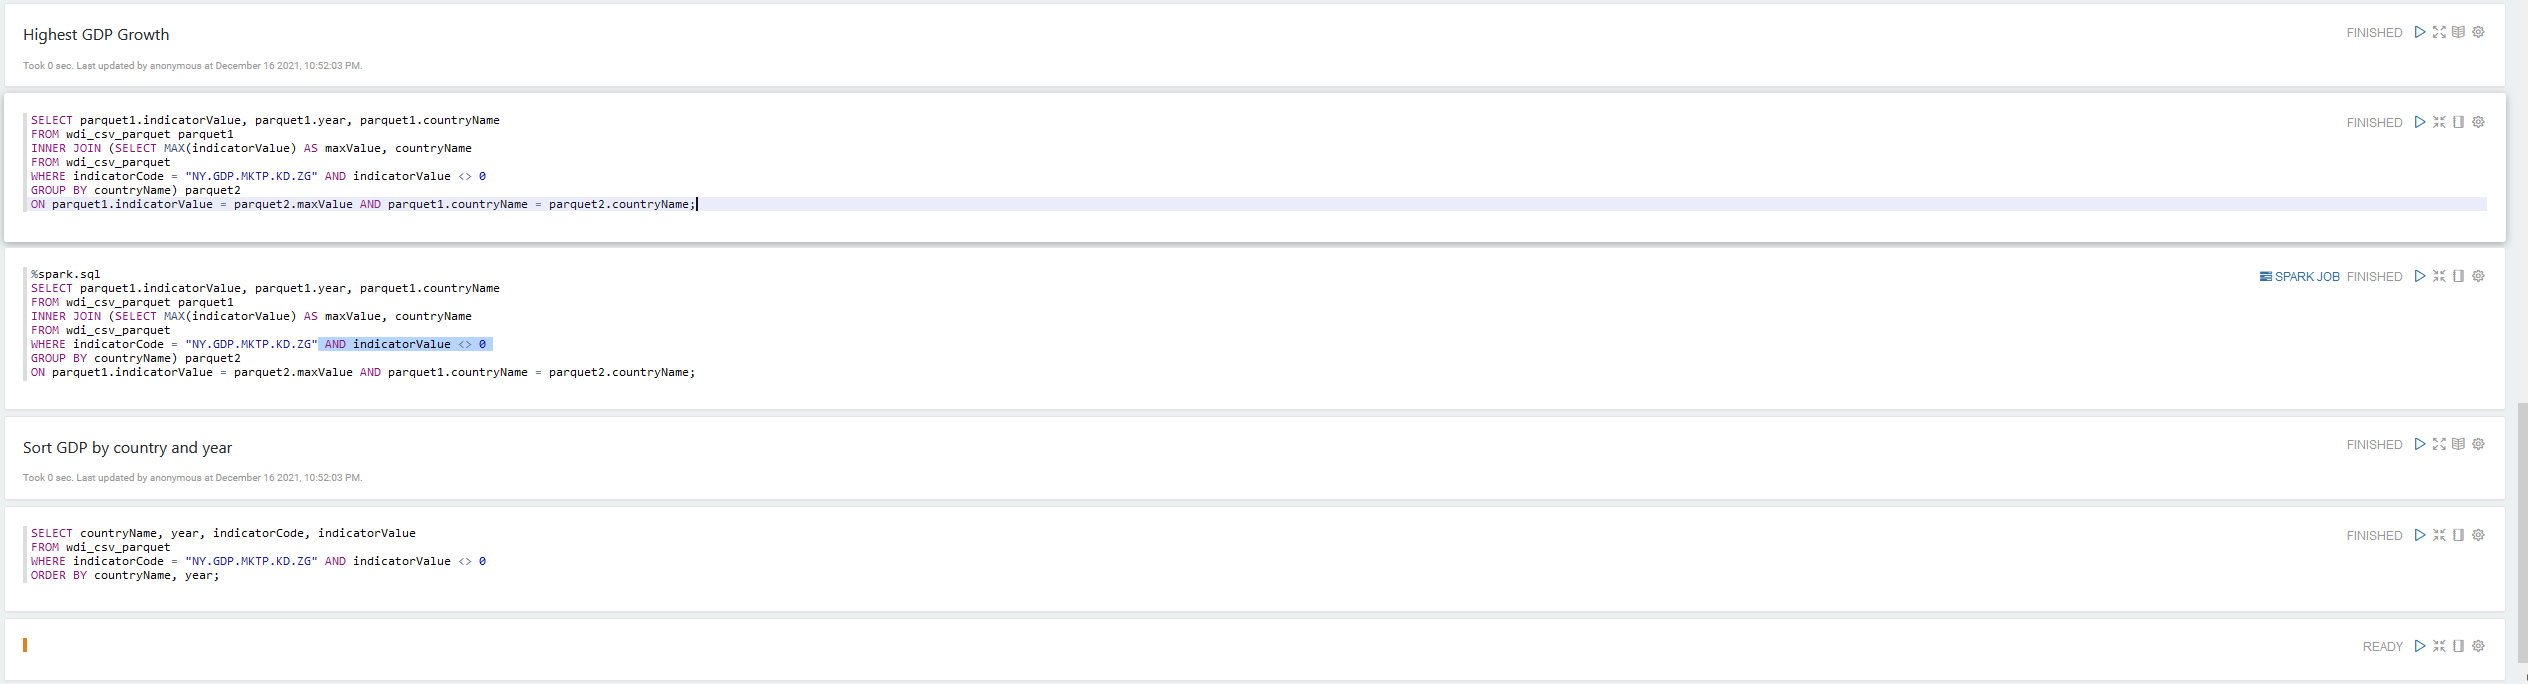 Highest GDP Growth
FINISHED
Took 0 sec. Last updated by anonymous at December 16 2021, 10:52:03 PM.
SELECT parquet1.indicatorValue, parquet1.year, parquet1.countryName
FINISHED
FROM wdi_csv_parquet parquet1
INNER JOIN (SELECT MAX(indicatorValue) AS maxValue, countryName
FROM wdi_csv_parquet
WHERE indicatorCode = "NY.GDP.MKTP.KD.ZG" AND indicatorValue <> 0
GROUP BY countryName) parquet2
ON parquet1.indicatorValue = parquet2.maxValue AND parquet1.countryName = parquet2.countryName;
%spark.sql
SPARK JOB FINISHED
SELECT parquet1.indicatorValue, parquet1.year, parquet1.countryName
FROM wdi_csv_parquet parquet1
INNER JOIN (SELECT MAX(indicatorValue) AS maxValue, countryName
FROM wdi_csv_parquet
WHERE indicatorCode = "NY.GDP.MKTP.KD.ZG" AND indicatorValue <> 0
GROUP BY countryName) parquet2
ON parquet1.indicatorValue = parquet2.maxValue AND parquet1.countryName = parquet2.countryName;
Sort GDP by country and year
FINISHED
Took 0 sec. Last updated by anonymous at December 16 2021, 10:52:03 PM.
SELECT countryName, year, indicatorCode, indicatorValue
FINISHED
FROM wdi_csv_parquet
WHERE indicatorCode = "NY.GDP.MKTP.KD.ZG" AND indicatorValue <> 0
ORDER BY countryName, year;
READY